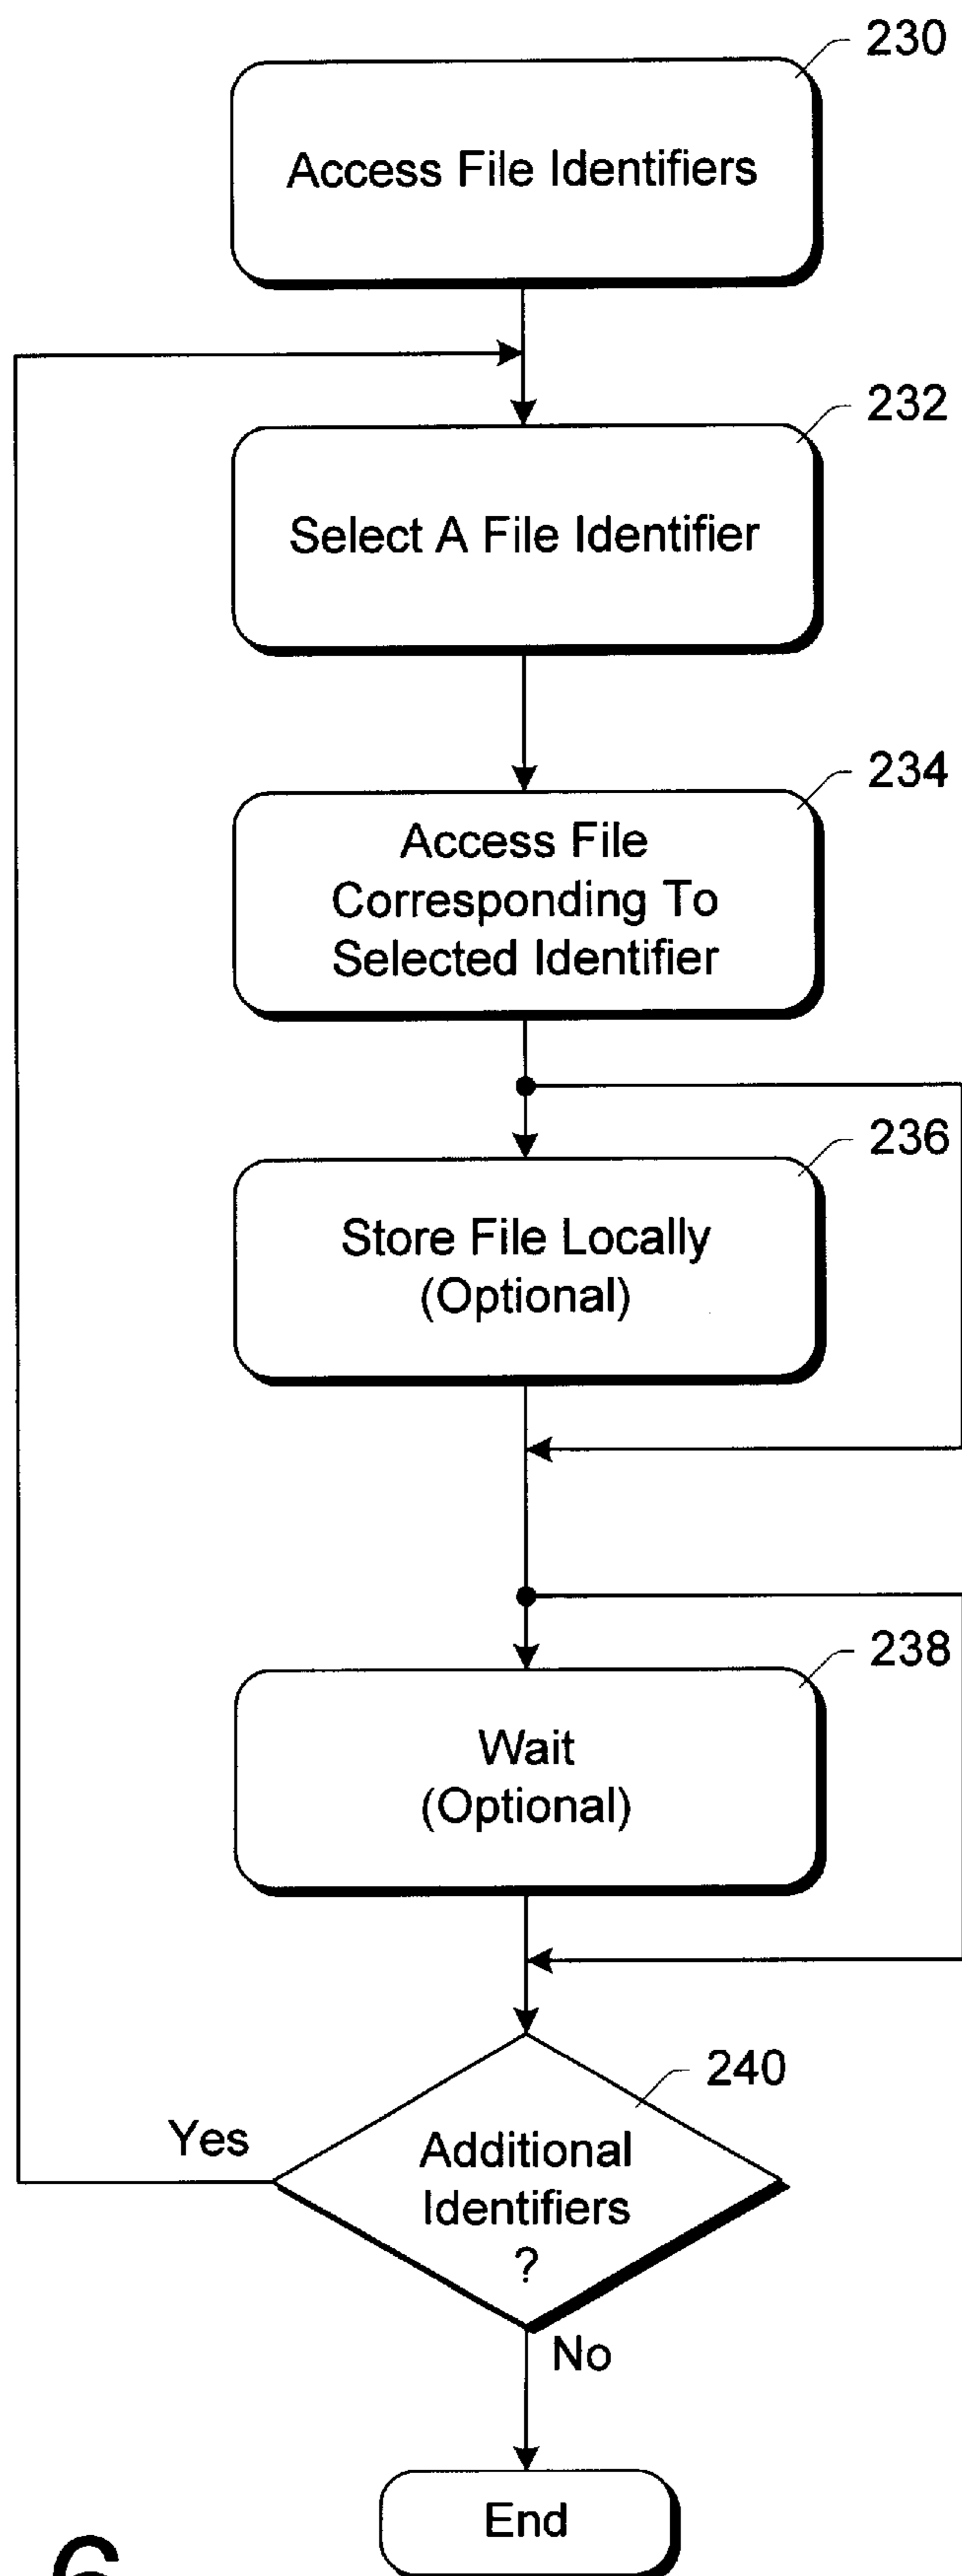 230
Access File Identifiers
232
Select A File Identifier
234
Access File
Corresponding To
Selected Identifier
236
Store File Locally
(Optional)
238
Wait
(Optional)
240
Yes
Additional
Identifiers
?
No
End
6